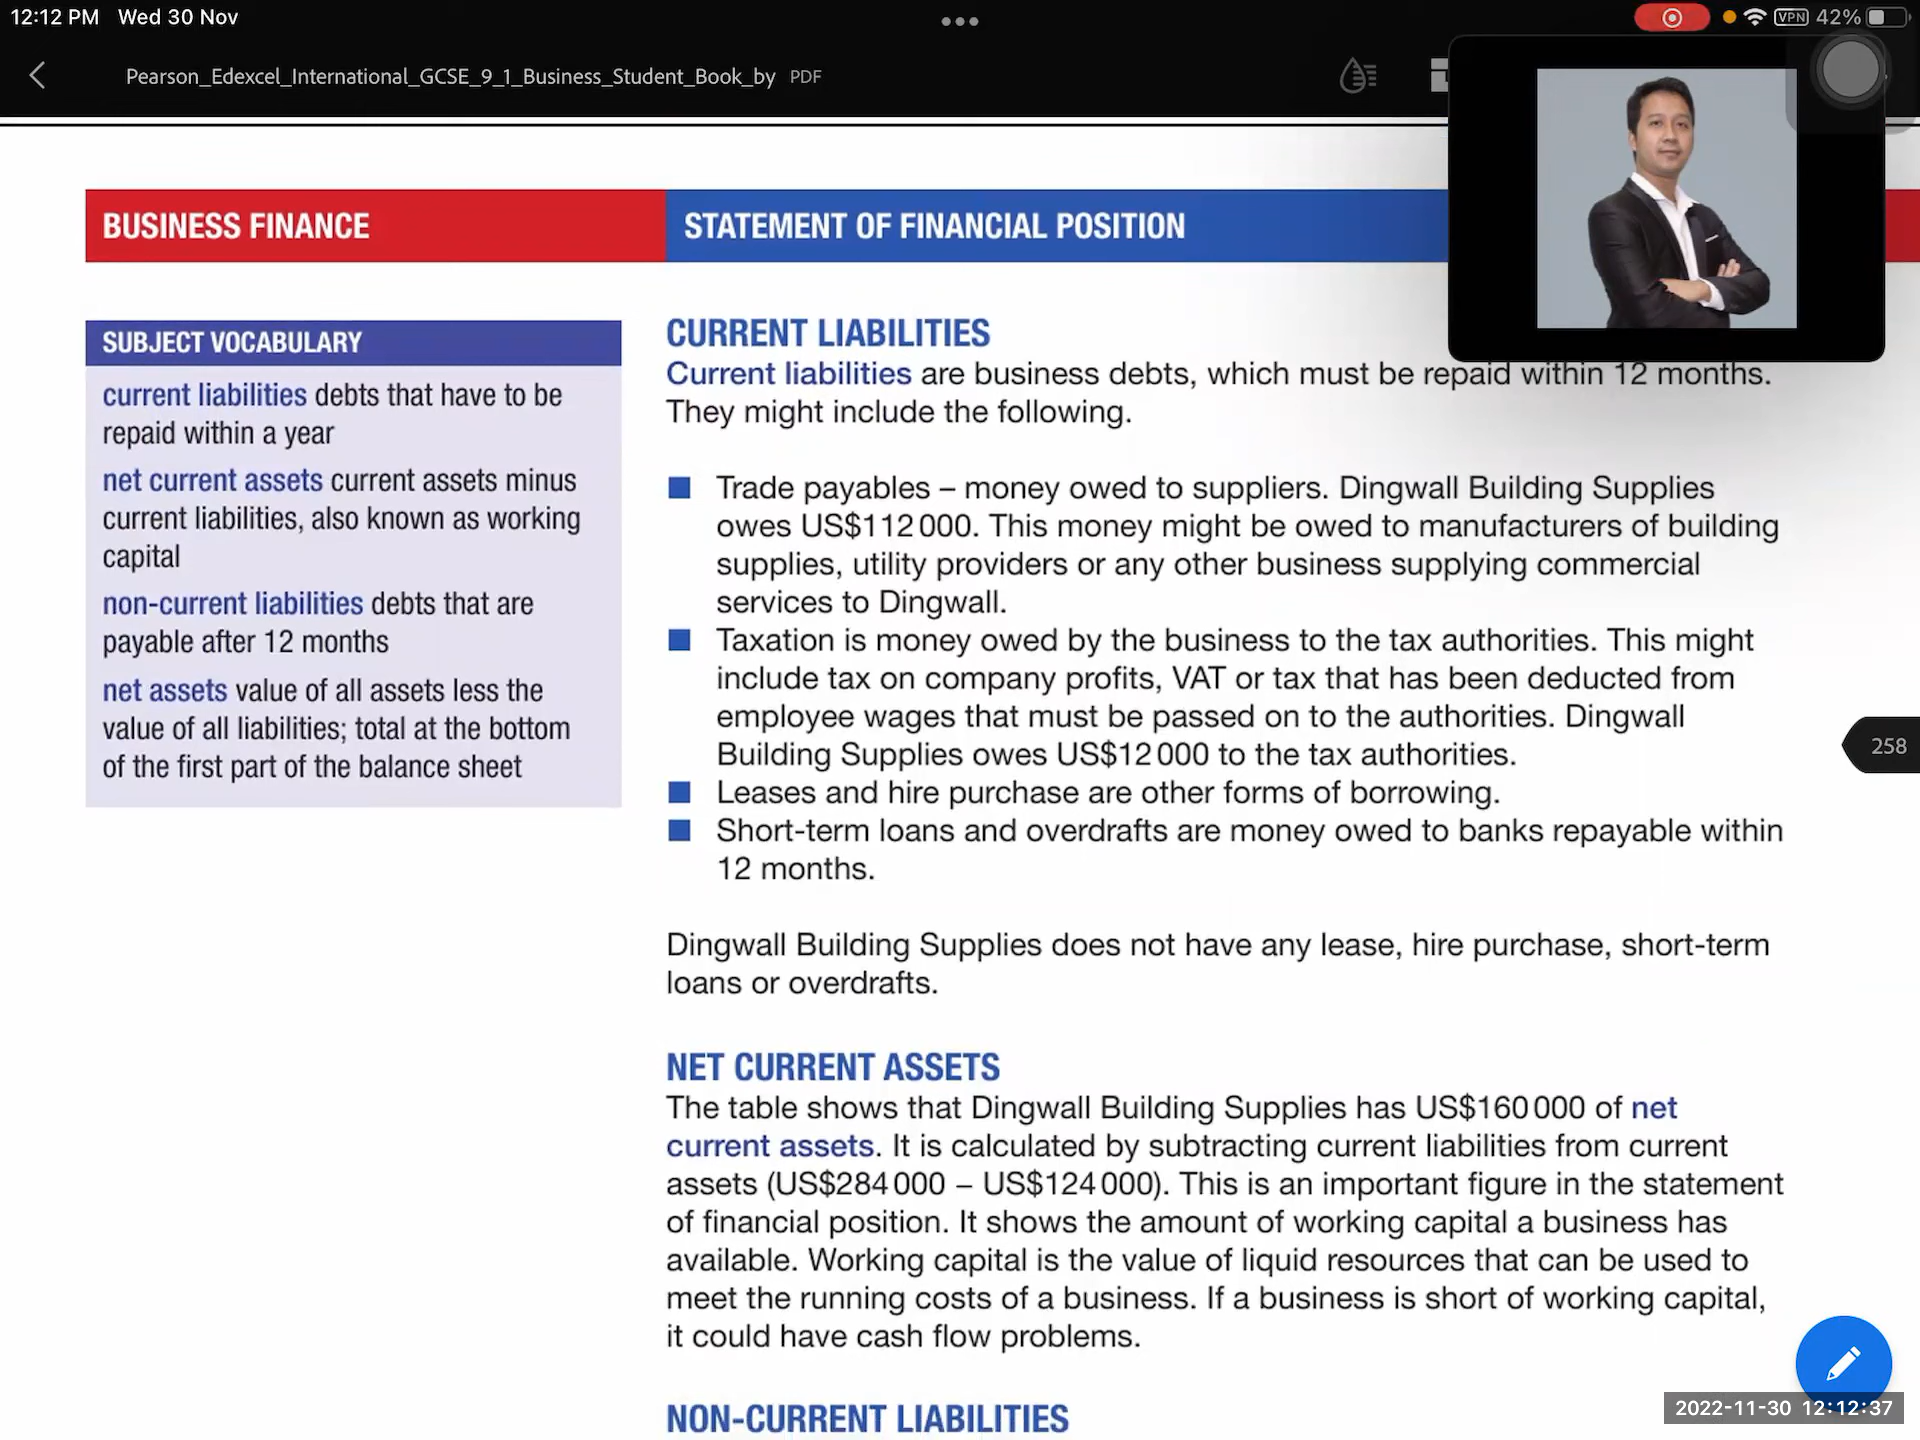 12:12 PM Wed 30 Nov
VPN 42%
Pearson_Edexcel_International_GCSE_9_1_Business_Student_Book_by PDF
BUSINESS FINANCE
STATEMENT OF FINANCIAL POSITION
SUBJECT VOCABULARY
current liabilities debts that have to be
repaid within a year
net current assets current assets minus
current liabilities, also known as working
capital
non-current liabilities debts that are
payable after 12 months
net assets value of all assets less the
value of all liabilities; total at the bottom
of the first part of the balance sheet
CURRENT LIABILITIES
Current liabilities are business debts, which must be repaid within 12 months.
They might include the following.
Trade payables – money owed to suppliers. Dingwall Building Supplies
owes US$112 000. This money might be owed to manufacturers of building
supplies, utility providers or any other business supplying commercial
services to Dingwall.
Taxation is money owed by the business to the tax authorities. This might
include tax on company profits, VAT or tax that has been deducted from
employee wages that must be passed on to the authorities. Dingwall
Building Supplies owes US$12 000 to the tax authorities.
Leases and hire purchase are other forms of borrowing.
Short-term loans and overdrafts are money owed to banks repayable within
12 months.
Dingwall Building Supplies does not have any lease, hire purchase, short-term
loans or overdrafts.
NET CURRENT ASSETS
The table shows that Dingwall Building Supplies has US$160 000 of net
current assets. It is calculated by subtracting current liabilities from current
assets (US$284 000 – US$124 000). This is an important figure in the statement
of financial position. It shows the amount of working capital a business has
available. Working capital is the value of liquid resources that can be used to
meet the running costs of a business. If a business is short of working capital,
it could have cash flow problems.
NON-CURRENT LIABILITIES
258
2022-11-30 12:12:37